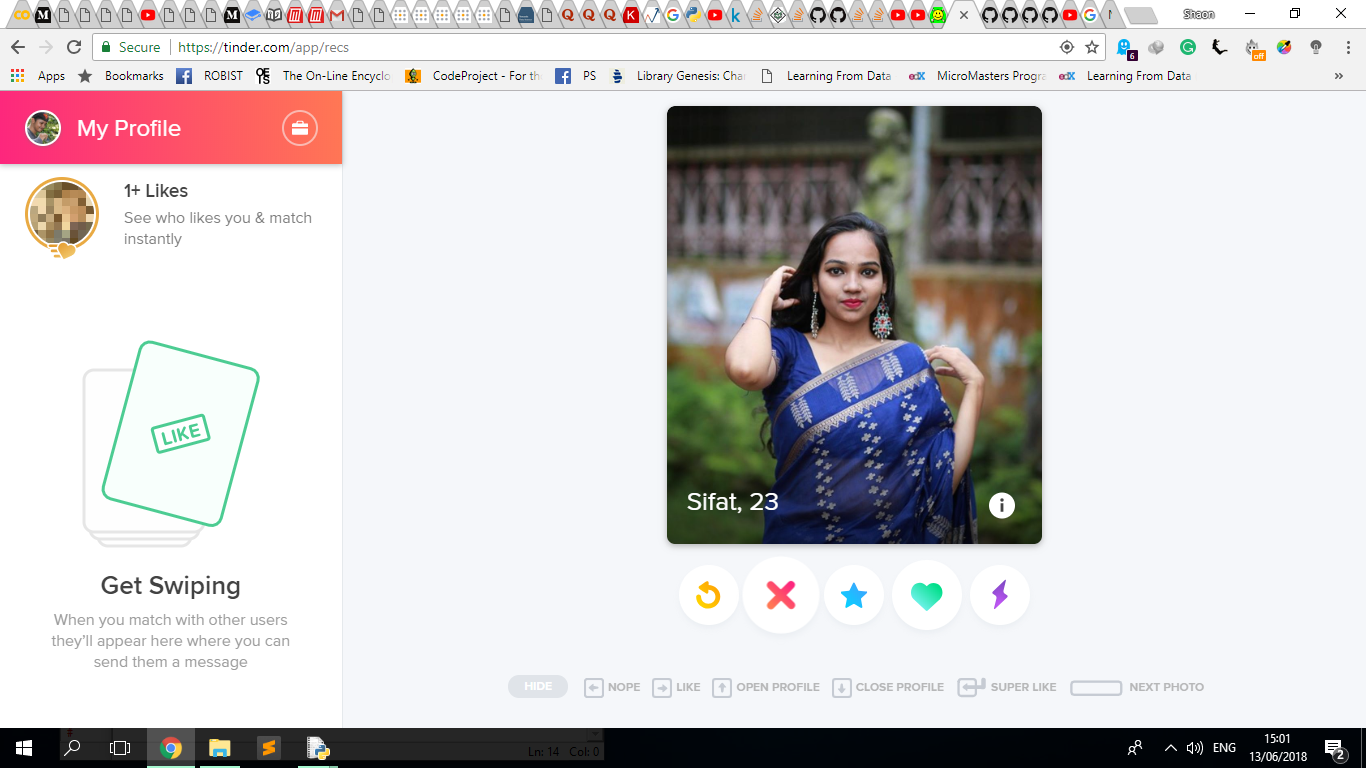 Shaon
Secure
https://tinder.com/app/recs
6
off
Apps
Bookmarks
ROBIST
The On-Line Encyclo
CodeProject - For th
PS
Library Genesis: Cha
Learning From Data
MicroMasters Progra
Learning From Data
My Profile
1+ Likes
See who likes you & match
instantly
LIKE
Get Swiping
When you match with other users
they'll appear here where you can
send them a message
Sifat, 23
HIDE
NOPE
LIKE
OPEN PROFILE
CLOSE PROFILE
SUPER LIKE
NEXT PHOTO
Ln: 14 Col: 0
ENG
15:01
13/06/2018
2